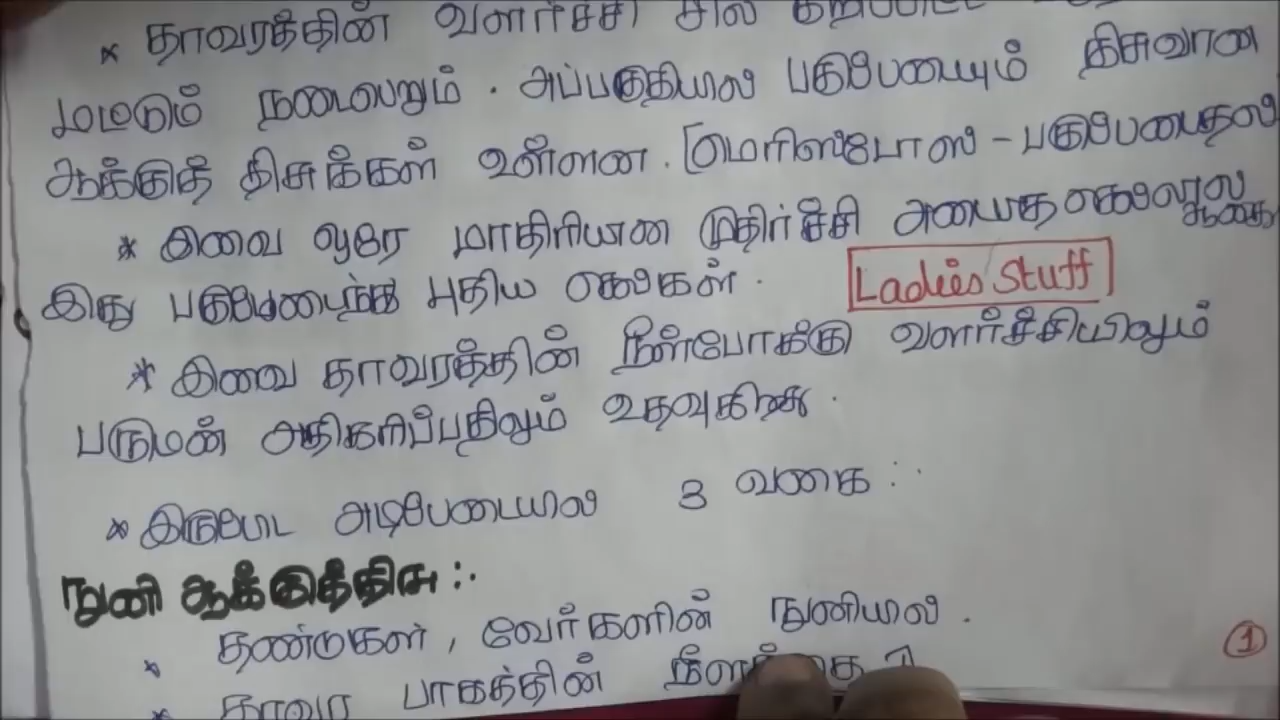 * தாவரத்தின் வளர்ச்சி சில
மட்டும் நடைபெறும். அப்பகுதியில் பகுப்படையும் திசுவான
ஆக்குத் திசுக்கள் உள்ளன. [மெரிஸ்டோஸ் - பகுப்படைதல்
* இவை ஒரே மாதிரியான முதிர்ச்சி அடையாத செல்லால் ஆனது
இது பகுப்படைந்து புதிய செல்கள்.
Ladies Stuff
* இவை தாவரத்தின் நீள்போக்கு வளர்ச்சியிலும்
பருமன் அதிகரிப்பதிலும் உதவுகிறது.
* இருப்பிட அடிப்படையில் 3 வகை :.
நுனி ஆக்குத்திசு :.
* தண்டுகள், வேர்களின் நுனியில்.
* தாவர பாகத்தின்
1